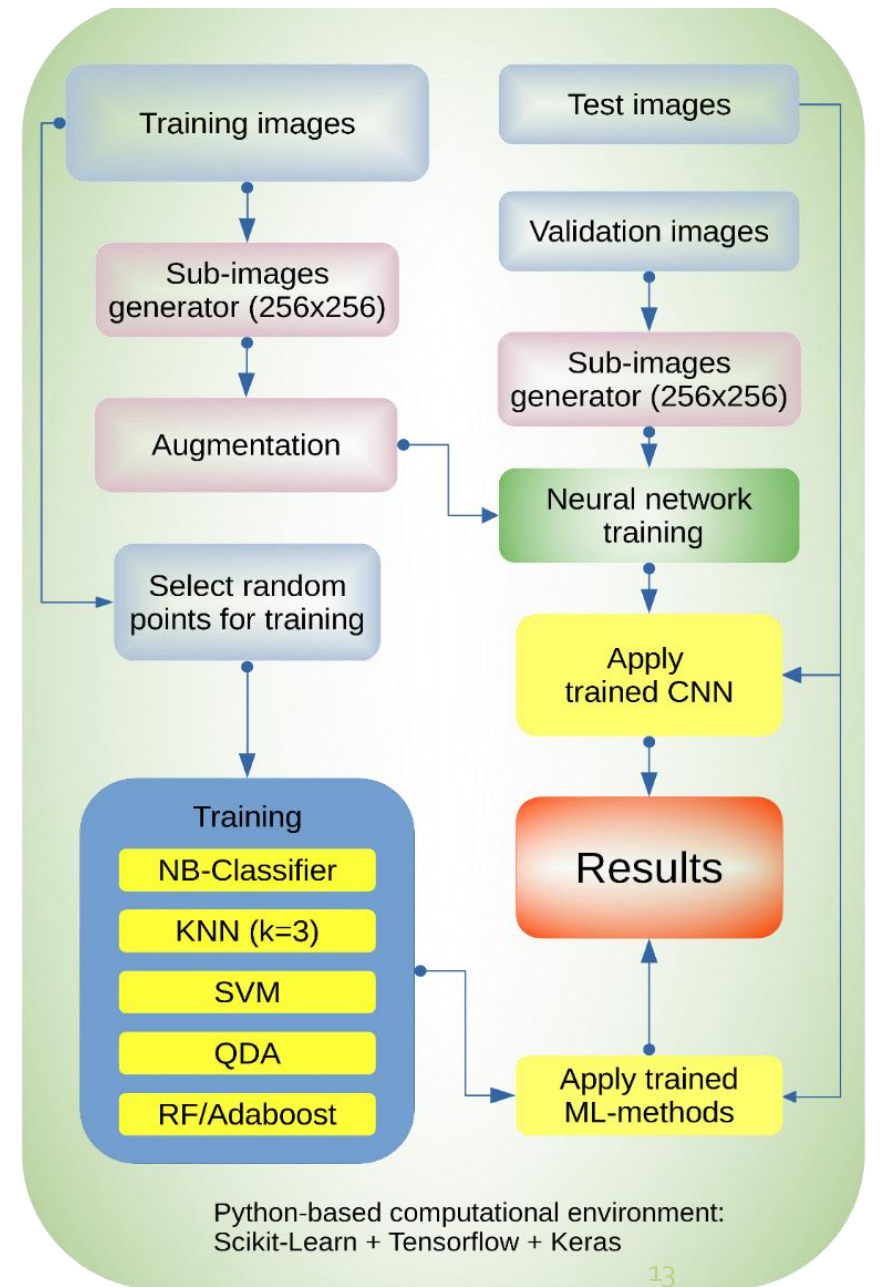 Training images
Test images
Validation images
Sub-images
generator (256x256)
Sub-images
generator (256x256)
Augmentation
Neural network
training
Select random
points for training
Apply
trained CNN
Training
NB-Classifier
KNN (k=3)
SVM
QDA
RF/Adaboost
Results
Apply trained
ML-methods
Python-based computational environment:
Scikit-Learn + Tensorflow + Keras
13